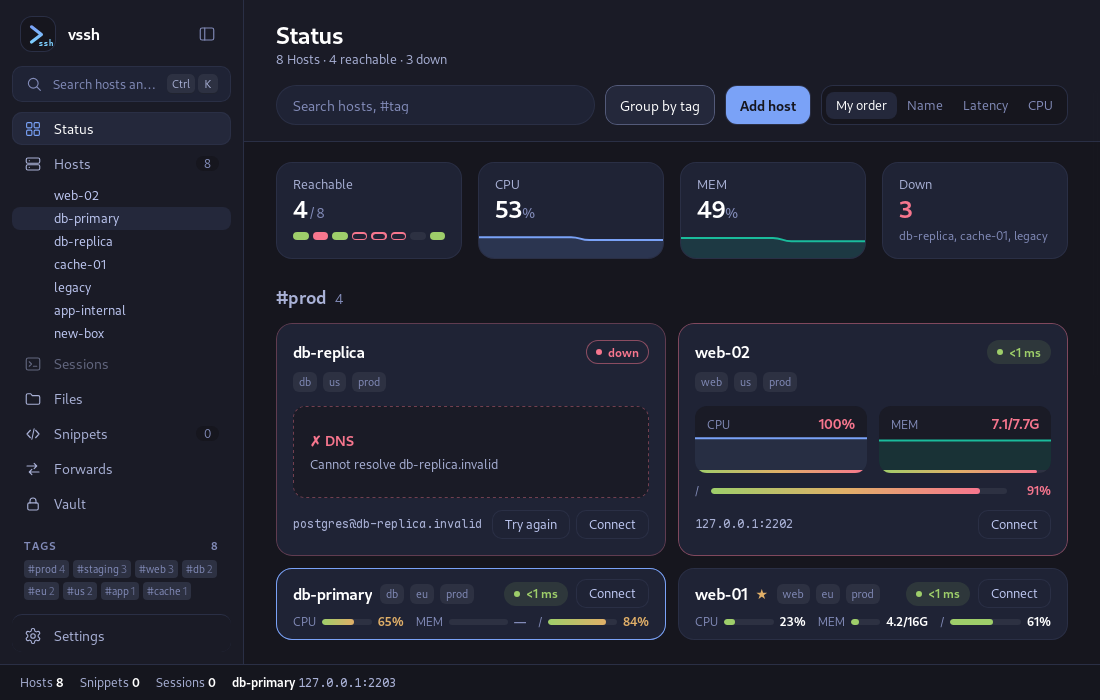 ssh
vssh
Search hosts an... Ctrl K
Status
Hosts 8
web-02
db-primary
db-replica
cache-01
legacy
app-internal
new-box
Sessions
Files
Snippets 0
Forwards
Vault
TAGS 8
#prod 4 #staging 3 #web 3 #db 2
#eu 2 #us 2 #app 1 #cache 1
Settings
Status
8 Hosts · 4 reachable · 3 down
Search hosts, #tag
Group by tag
Add host
My order Name Latency CPU
Reachable
4 / 8
CPU
53%
MEM
49%
Down
3
db-replica, cache-01, legacy
#prod 4
db-replica down
db us prod
✗ DNS
Cannot resolve db-replica.invalid
postgres@db-replica.invalid Try again Connect
web-02 <1 ms
web us prod
CPU 100%
MEM 7.1/7.7G
/ 91%
127.0.0.1:2202 Connect
db-primary db eu prod <1 ms Connect
CPU 65% MEM — / 84%
web-01 ★ web eu prod <1 ms Connect
CPU 23% MEM 4.2/16G / 61%
Hosts 8 Snippets 0 Sessions 0 db-primary 127.0.0.1:2203